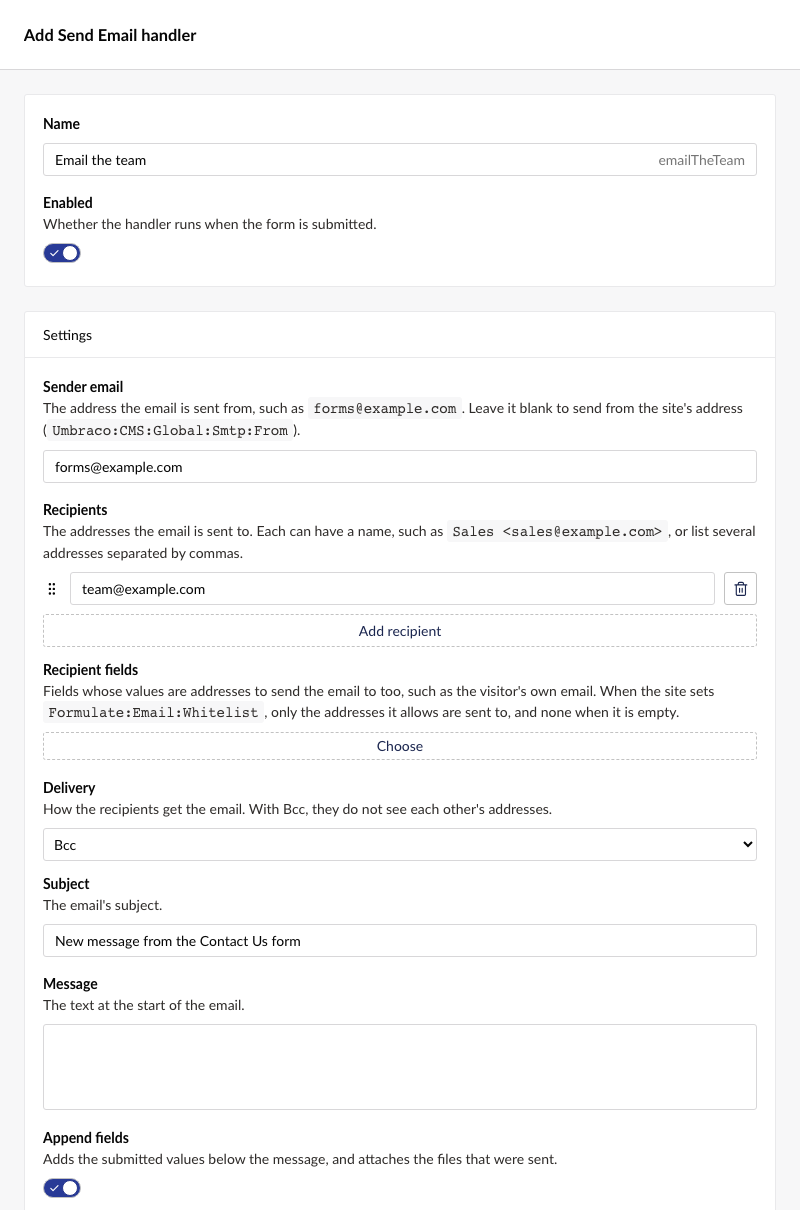 Add Send Email handler
Name
Email the team emailTheTeam
Enabled
Whether the handler runs when the form is submitted.
Settings
Sender email
The address the email is sent from, such as forms@example.com . Leave it blank to send from the site's address
( Umbraco:CMS:Global:Smtp:From ).
forms@example.com
Recipients
The addresses the email is sent to. Each can have a name, such as Sales <sales@example.com> , or list several
addresses separated by commas.
team@example.com
Add recipient
Recipient fields
Fields whose values are addresses to send the email to too, such as the visitor's own email. When the site sets
Formulate:Email:Whitelist , only the addresses it allows are sent to, and none when it is empty.
Choose
Delivery
How the recipients get the email. With Bcc, they do not see each other's addresses.
Bcc
Subject
The email's subject.
New message from the Contact Us form
Message
The text at the start of the email.
Append fields
Adds the submitted values below the message, and attaches the files that were sent.